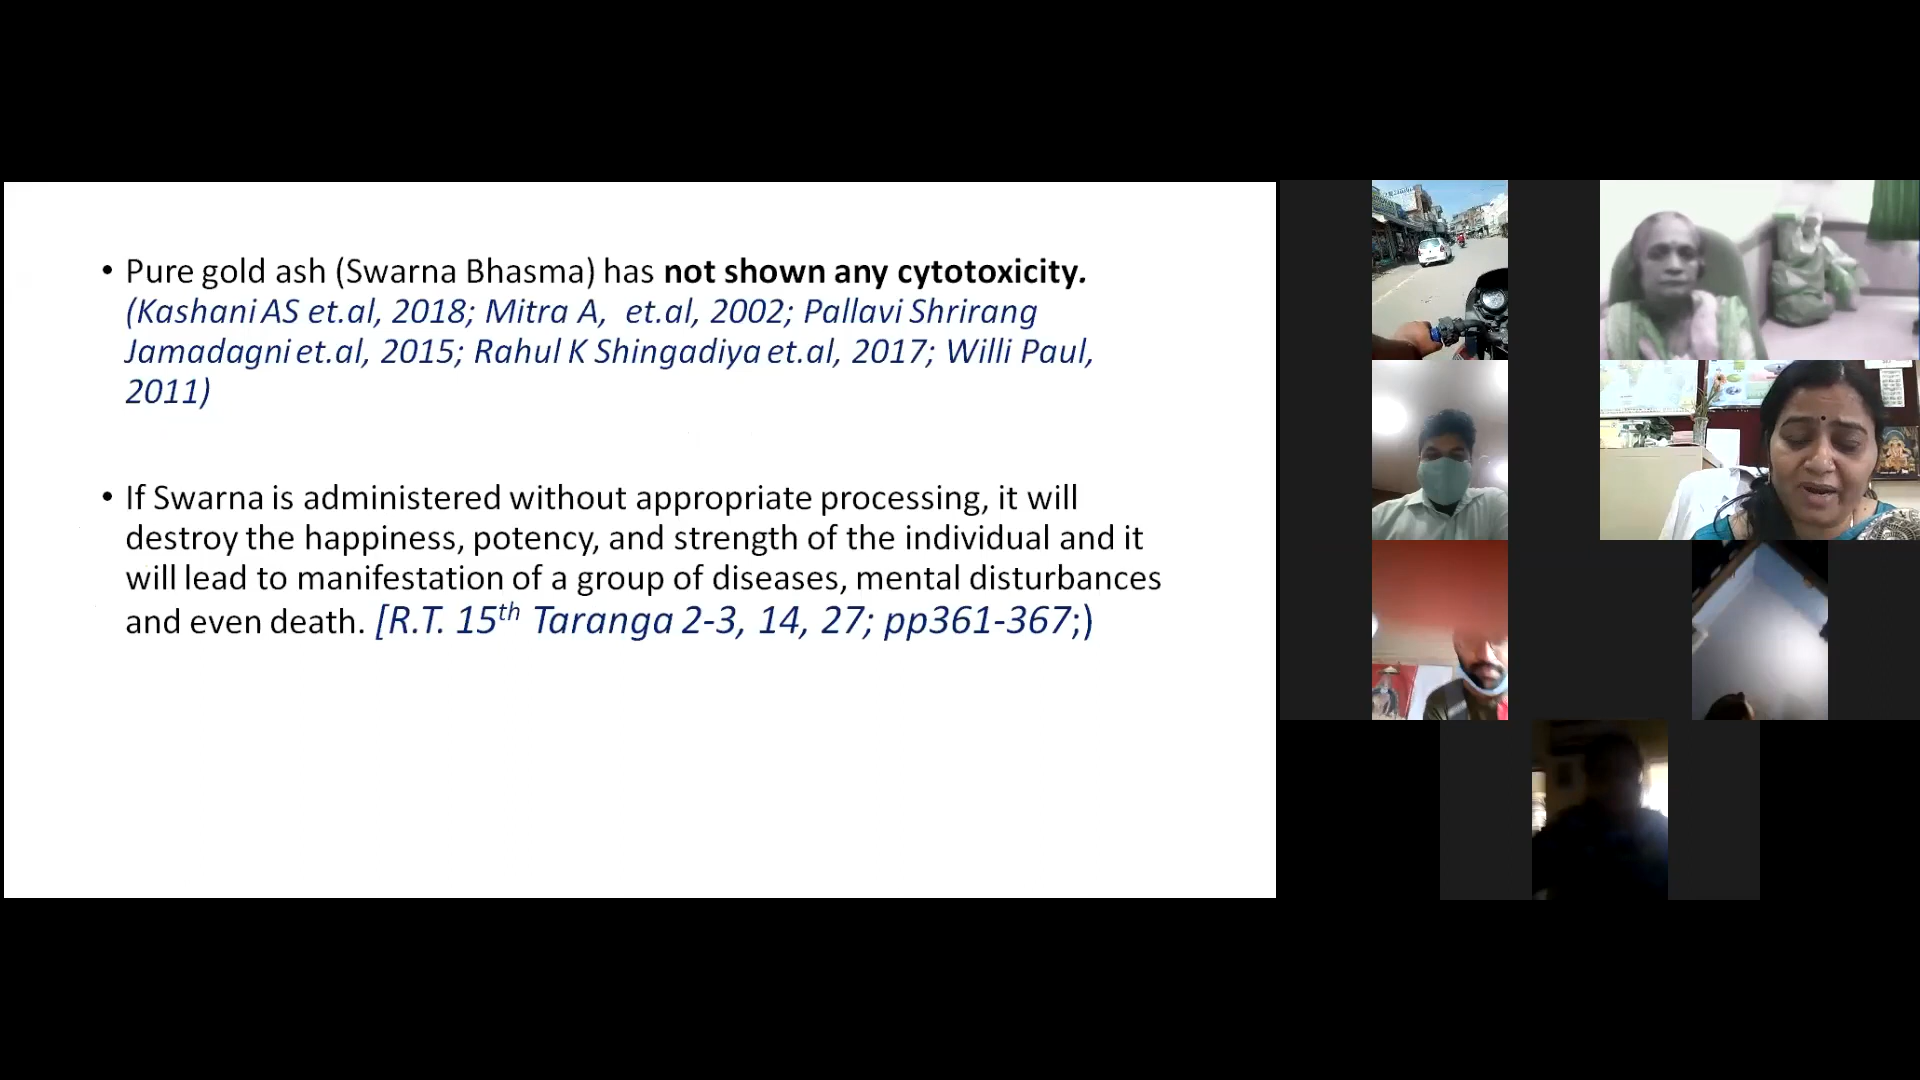 • Pure gold ash (Swarna Bhasma) has not shown any cytotoxicity.
(Kashani AS et.al, 2018; Mitra A, et.al, 2002; Pallavi Shrirang
Jamadagni et.al, 2015; Rahul K Shingadiya et.al, 2017; Willi Paul,
2011)
• If Swarna is administered without appropriate processing, it will
destroy the happiness, potency, and strength of the individual and it
will lead to manifestation of a group of diseases, mental disturbances
and even death. [R.T. 15th Taranga 2-3, 14, 27; pp361-367;)